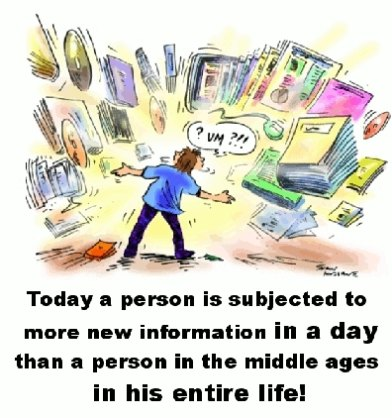 ? UM ?!!
Today a person is subjected to
more new information in a day
than a person in the middle ages
in his entire life!